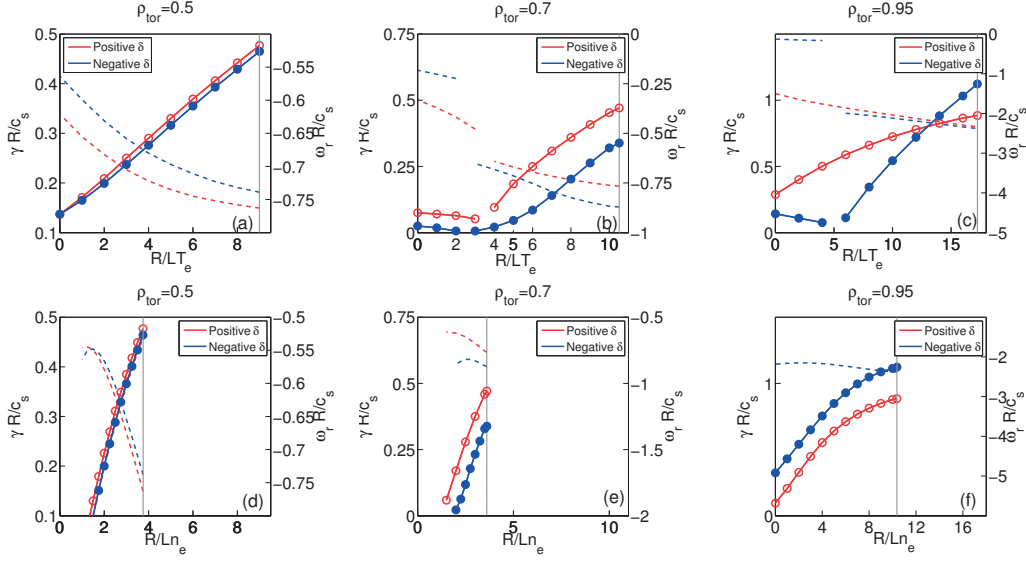 ρtor=0.5
γ R/cs
0.5
0.4
0.3
0.2
0.1
Positive δ
Negative δ
(a)
0 2 4 6 8
R/LTe
−0.55
−0.6
−0.65
−0.7
−0.75
ωr R/cs
ρtor=0.7
γ R/cs
0.75
0.5
0.25
0
Positive δ
Negative δ
(b)
0 2 4 5 6 8 10
R/LTe
0
−0.25
−0.5
−0.75
−1
ωr R/cs
ρtor=0.95
γ R/cs
1
0.5
0
Positive δ
Negative δ
(c)
0 5 10 15
R/LTe
0
−1
−2
−3
−4
−5
ωr R/cs
ρtor=0.5
γ R/cs
0.5
0.4
0.3
0.2
0.1
Positive δ
Negative δ
(d)
0 2 4 6 8
R/Lne
−0.5
−0.55
−0.6
−0.65
−0.7
−0.75
ωr R/cs
ρtor=0.7
γ R/cs
0.75
0.5
0.25
0
Positive δ
Negative δ
(e)
0 5 10
R/Lne
−0.5
−1
−1.5
−2
ωr R/cs
ρtor=0.95
γ R/cs
1
0
Positive δ
Negative δ
(f)
0 4 8 12 16
R/Lne
−2
−3
−4
−5
ωr R/cs